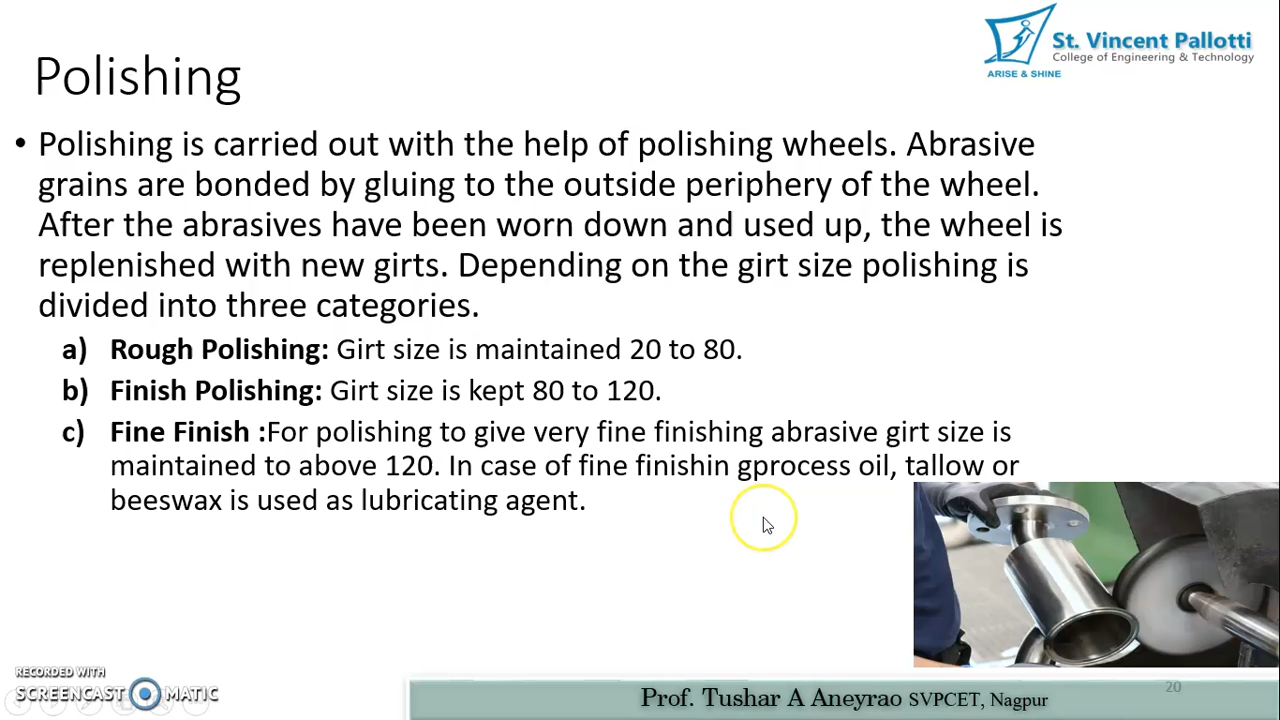 St. Vincent Pallotti
College of Engineering & Technology
ARISE & SHINE
Polishing
• Polishing is carried out with the help of polishing wheels. Abrasive
grains are bonded by gluing to the outside periphery of the wheel.
After the abrasives have been worn down and used up, the wheel is
replenished with new girts. Depending on the girt size polishing is
divided into three categories.
a) Rough Polishing: Girt size is maintained 20 to 80.
b) Finish Polishing: Girt size is kept 80 to 120.
c) Fine Finish :For polishing to give very fine finishing abrasive girt size is
maintained to above 120. In case of fine finishin gprocess oil, tallow or
beeswax is used as lubricating agent.
RECORDED WITH
SCREENCAST MATIC
Prof. Tushar A Aneyrao SVPCET, Nagpur
20